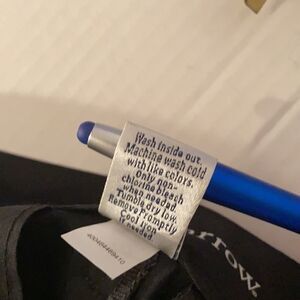 Wash inside out.
Machine wash cold
with like colors.
Only non-
chlorine bleach
when needed
Tumble dry low.
Remove Promptly
Cool iron
needed